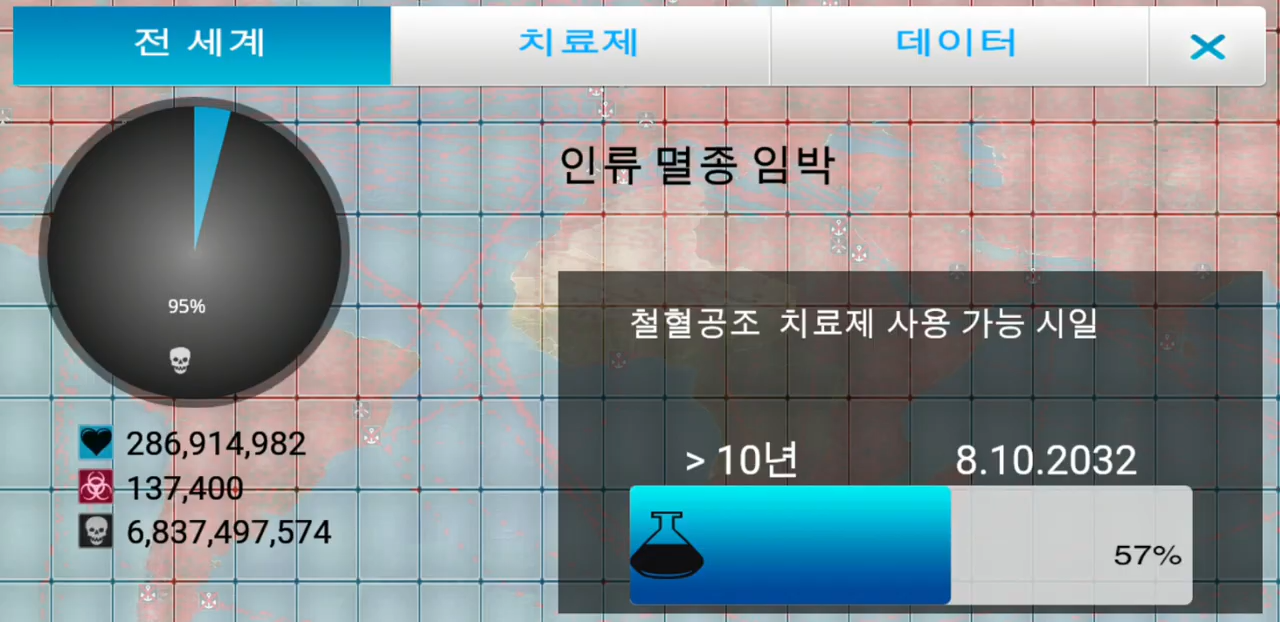 전 세계
치료제
데이터
인류 멸종 임박
95%
철혈공조 치료제 사용 가능 시일
> 10년
8.10.2032
57%
286,914,982
137,400
6,837,497,574